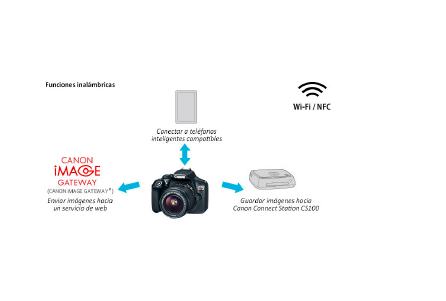 Funciones inalámbricas
Wi-Fi / NFC
Conectar a teléfonos
inteligentes compatibles
CANON
iMAGE
GATEWAY
(CANON iMAGE GATEWAY®)
Enviar imágenes hacia
un servicio de web
Canon
Guardar imágenes hacia
Canon Connect Station CS100